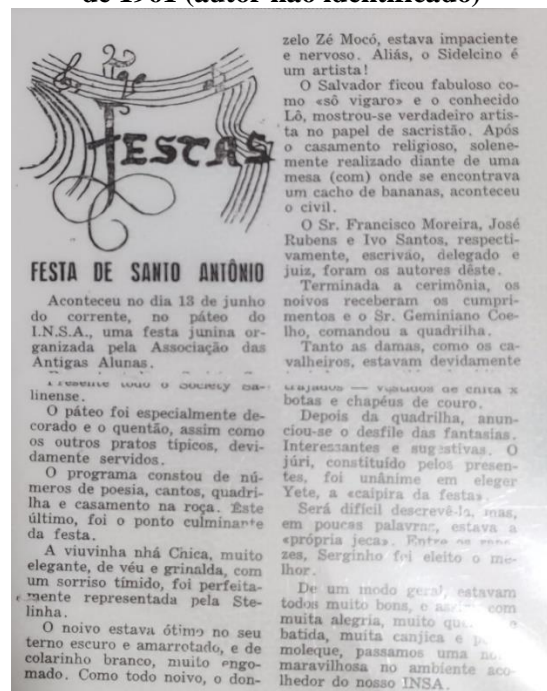 de 1961 (autor não identificado)
FESTAS
FESTA DE SANTO ANTÔNIO
Aconteceu no dia 13 de junho
do corrente, no páteo do
I.N.S.A., uma festa junina or-
ganizada pela Associação das
Antigas Alunas.
Presente todo o Society
linense.
O páteo foi especialmente de-
corado e o quentão, assim como
os outros pratos típicos, devi-
damente servidos.
O programa constou de nú-
meros de poesia, cantos, quadri-
lha e casamento na roça. Êste
último, foi o ponto culminante
da festa.
A viuvinha nhá Chica, muito
elegante, de véu e grinalda, com
um sorriso tímido, foi perfeita-
mente representada pela Ste-
linha.
O noivo estava ótimo no seu
terno escuro e amarrotado, e de
colarinho branco, muito engo-
mado. Como todo noivo, o don-
zelo Zé Mocó, estava impaciente
e nervoso. Aliás, o Sidelcino é
um artista!
O Salvador ficou fabuloso co-
mo «sô vigaro» e o conhecido
Lô, mostrou-se verdadeiro artis-
ta no papel de sacristão. Após
o casamento religioso, solene-
mente realizado diante de uma
mesa (com) onde se encontrava
um cacho de bananas, aconteceu
o civil.
O Sr. Francisco Moreira, José
Rubens e Ivo Santos, respecti-
vamente, escrivão, delegado e
juiz, foram os autores dêste.
Terminada a cerimônia, os
noivos receberam os cumpri-
mentos e o Sr. Geminiano Coe-
lho, comandou a quadrilha.
Tanto as damas, como os ca-
valheiros, estavam devidamente
trajados — vestidos de chita x
botas e chapéus de couro.
Depois da quadrilha, anun-
ciou-se o desfile das fantasias.
Interessantes e sugestivas. O
júri, constituído pelos presen-
tes, foi unânime em eleger
Yete, a «caipira da festa».
Será difícil descrevê-la, mas,
em poucas palavras, estava a
«própria jeca». Entre os
zes, Serginho foi eleito o me-
lhor.
De um modo geral, estavam
todos muito bons, e com
muita alegria, muito
batida, muita canjica e
moleque, passamos uma
maravilhosa no ambiente aco-
lhedor do nosso INSA.